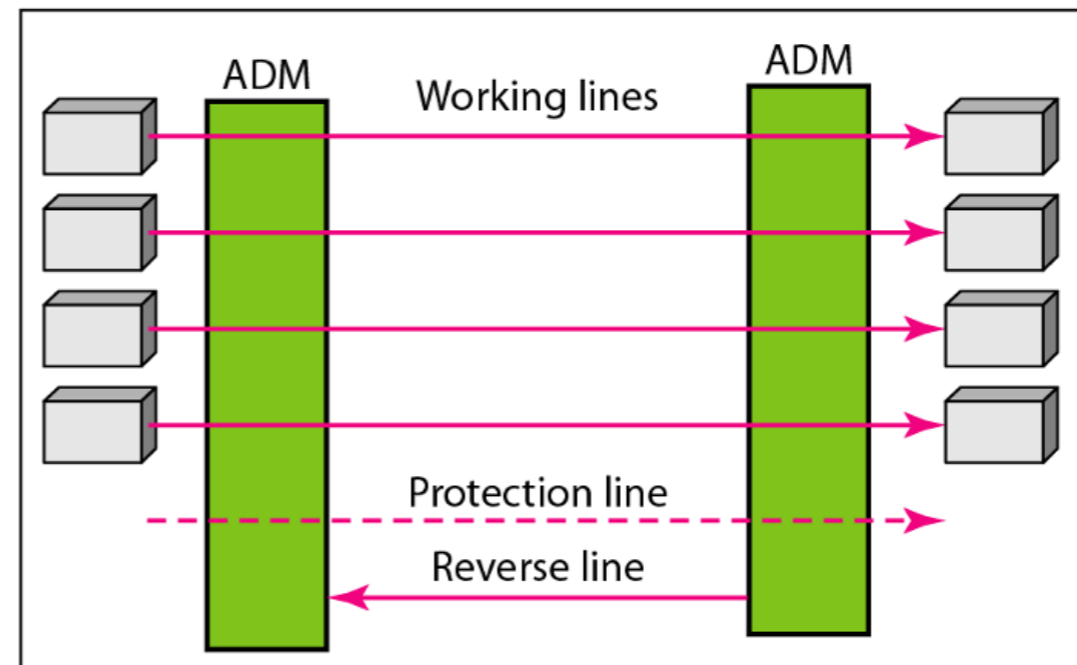 ADM
ADM
Working lines
Protection line
Reverse line